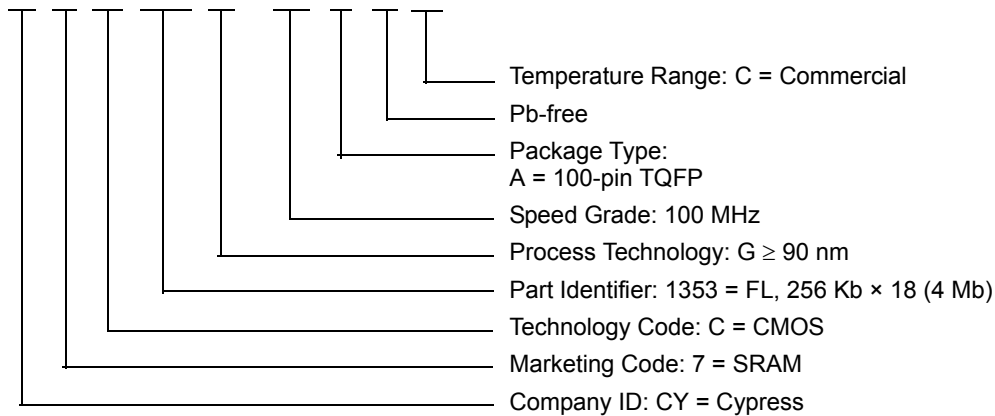 Temperature Range: C = Commercial
Pb-free
Package Type:
A = 100-pin TQFP
Speed Grade: 100 MHz
Process Technology: G ≥ 90 nm
Part Identifier: 1353 = FL, 256 Kb × 18 (4 Mb)
Technology Code: C = CMOS
Marketing Code: 7 = SRAM
Company ID: CY = Cypress